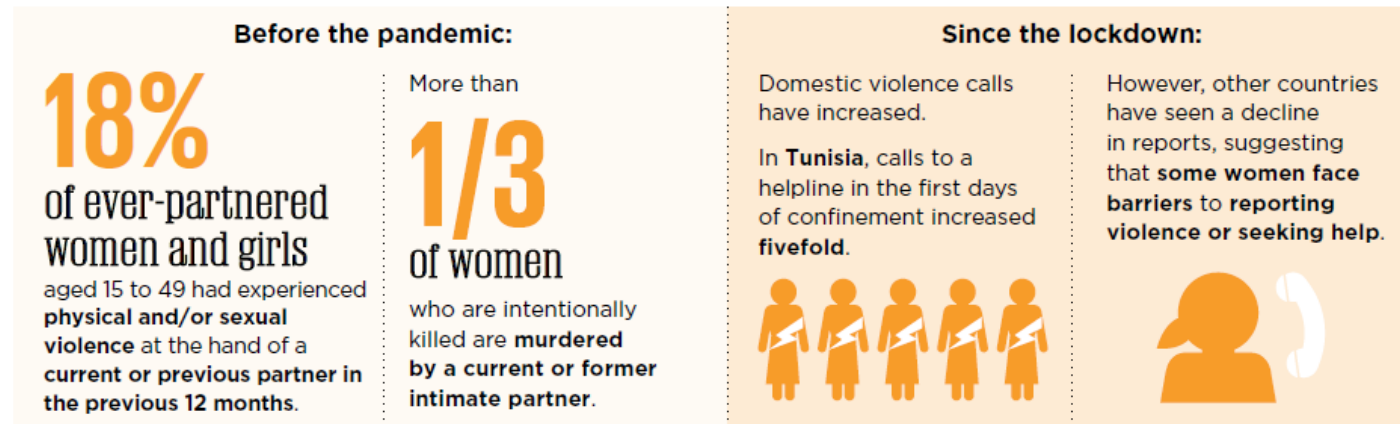 Before the pandemic:
18%
of ever-partnered
women and girls
aged 15 to 49 had experienced
physical and/or sexual
violence at the hand of a
current or previous partner in
the previous 12 months.
More than
1/3
of women
who are intentionally
killed are murdered
by a current or former
intimate partner.
Since the lockdown:
Domestic violence calls
have increased.
In Tunisia, calls to a
helpline in the first days
of confinement increased
fivefold.
However, other countries
have seen a decline
in reports, suggesting
that some women face
barriers to reporting
violence or seeking help.